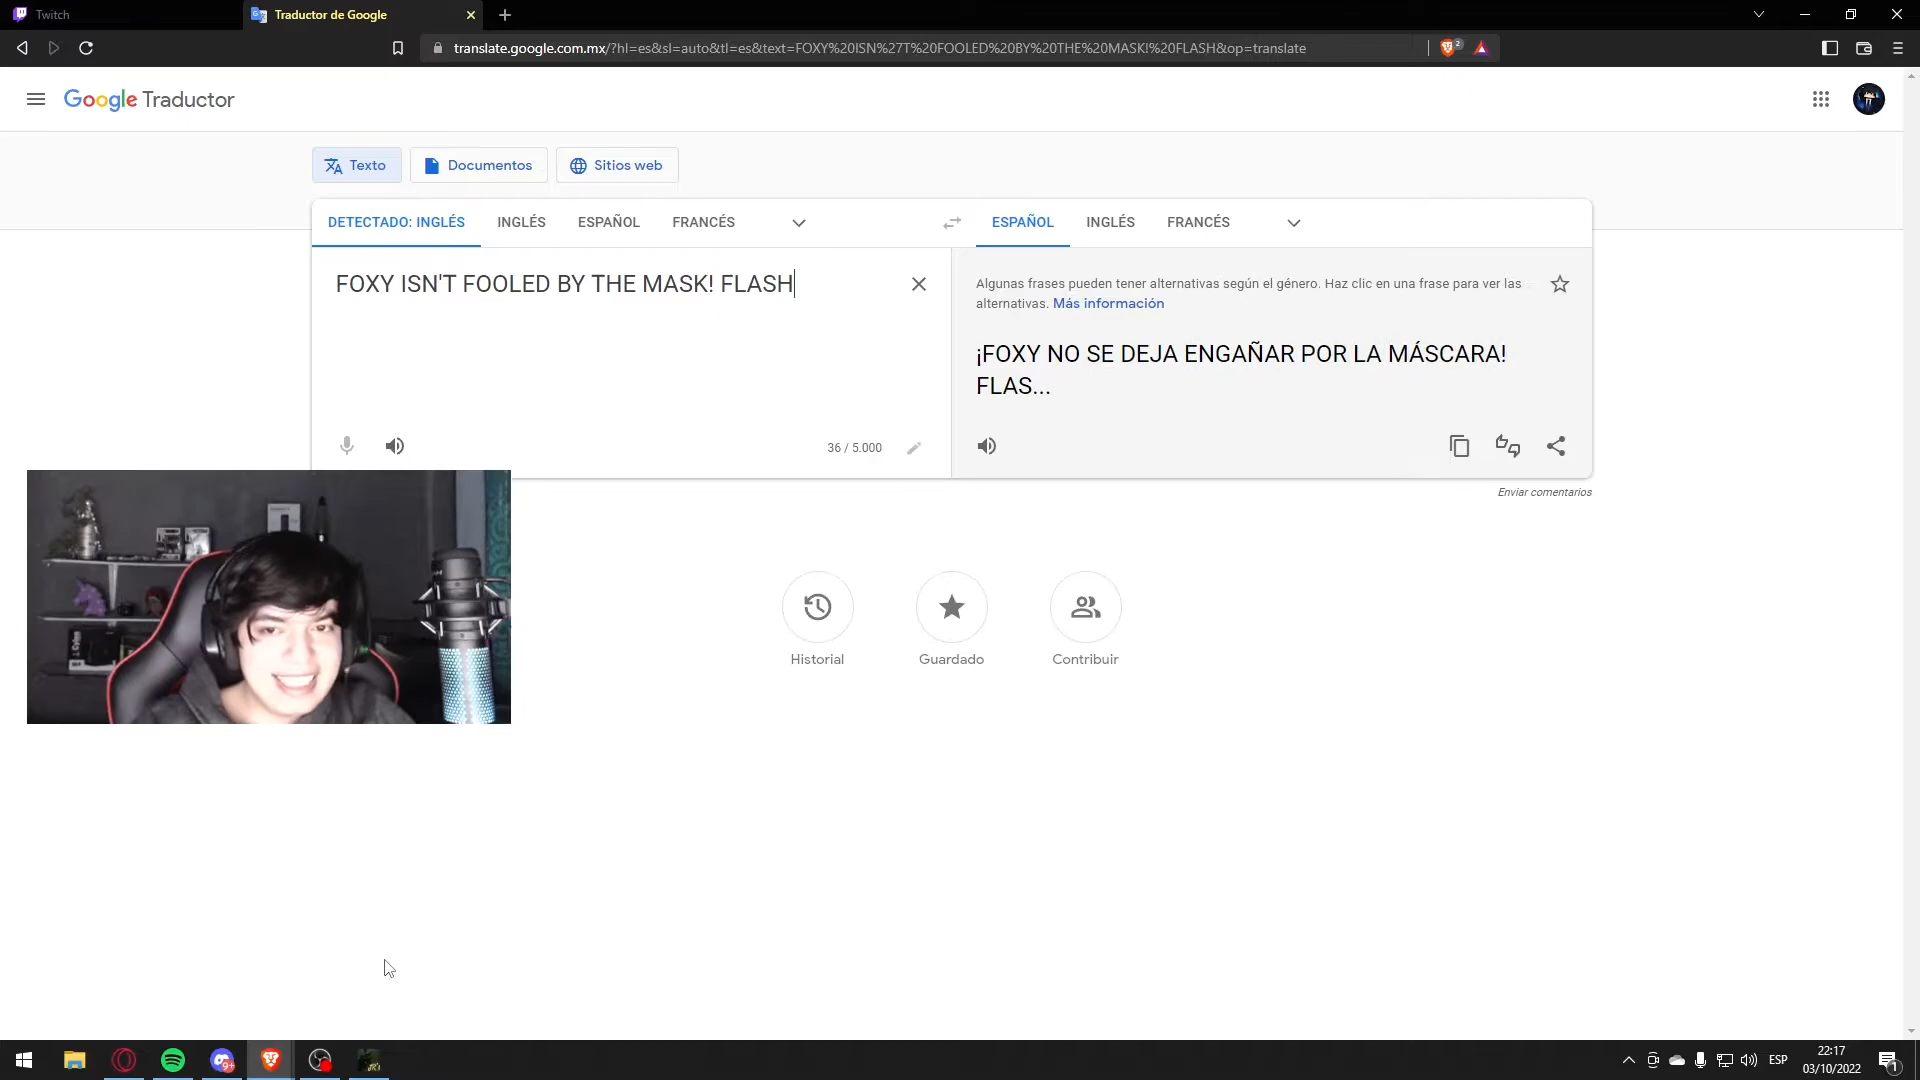 Twitch
Traductor de Google
translate.google.com.mx/?hl=es&sl=auto&tl=es&text=FOXY%20ISN%27T%20FOOLED%20BY%20THE%20MASK!%20FLASH&op=translate
2
Google Traductor
Texto
Documentos
Sitios web
DETECTADO: INGLÉS
INGLÉS
ESPAÑOL
FRANCÉS
ESPAÑOL
INGLÉS
FRANCÉS
FOXY ISN'T FOOLED BY THE MASK! FLASH
Algunas frases pueden tener alternativas según el género. Haz clic en una frase para ver las
alternativas. Más información
¡FOXY NO SE DEJA ENGAÑAR POR LA MÁSCARA!
FLAS...
36 / 5.000
Enviar comentarios
Historial
Guardado
Contribuir
9+
ESP
22:17
03/10/2022
1